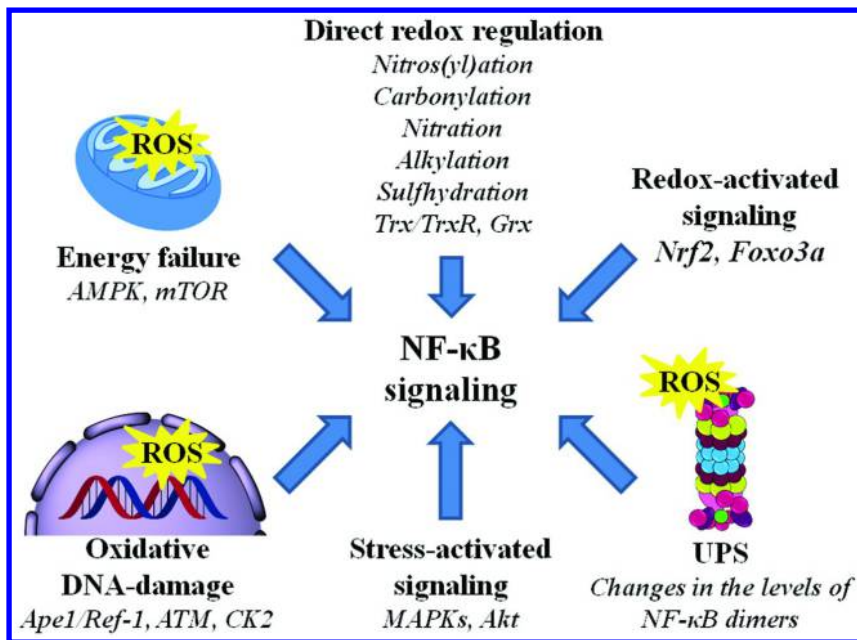 Direct redox regulation
Nitros(yl)ation
Carbonylation
Nitration
Alkylation
Sulfhydration
Trx/TrxR, Grx
ROS
Energy failure
AMPK, mTOR
Redox-activated
signaling
Nrf2, Foxo3a
NF-κB
signaling
ROS
Oxidative
DNA-damage
Ape1/Ref-1, ATM, CK2
Stress-activated
signaling
MAPKs, Akt
ROS
UPS
Changes in the levels of
NF-κB dimers